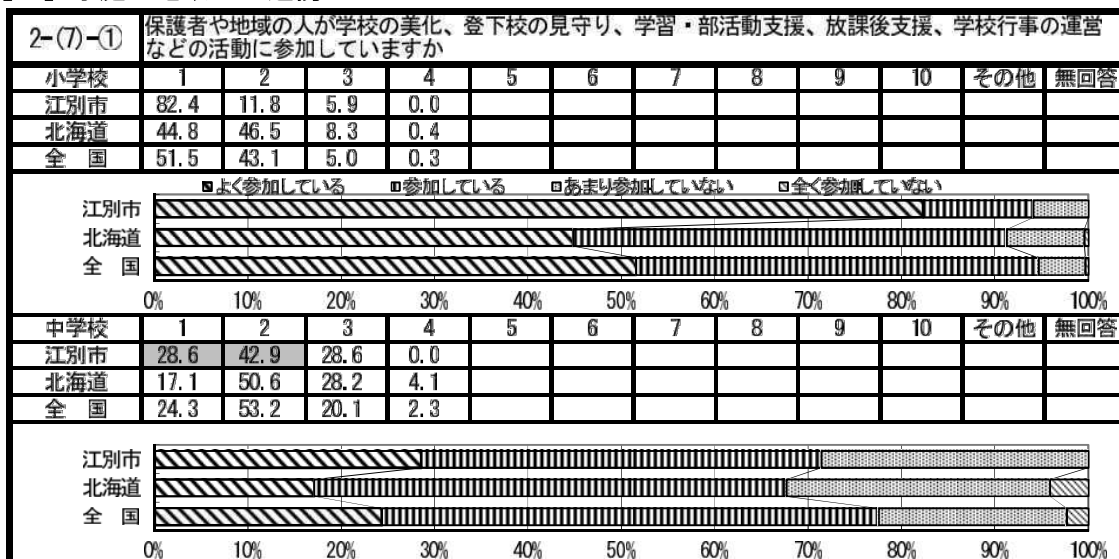 2-(7)-① 保護者や地域の人が学校の美化、登下校の見守り、学習・部活動支援、放課後支援、学校行事の運営
などの活動に参加していますか
小学校 1 2 3 4 5 6 7 8 9 10 その他 無回答
江別市 82.4 11.8 5.9 0.0
北海道 44.8 46.5 8.3 0.4
全 国 51.5 43.1 5.0 0.3
よく参加している 参加している あまり参加していない 全く参加していない
江別市
北海道
全 国
0% 10% 20% 30% 40% 50% 60% 70% 80% 90% 100%
中学校 1 2 3 4 5 6 7 8 9 10 その他 無回答
江別市 28.6 42.9 28.6 0.0
北海道 17.1 50.6 28.2 4.1
全 国 24.3 53.2 20.1 2.3
江別市
北海道
全 国
0% 10% 20% 30% 40% 50% 60% 70% 80% 90% 100%